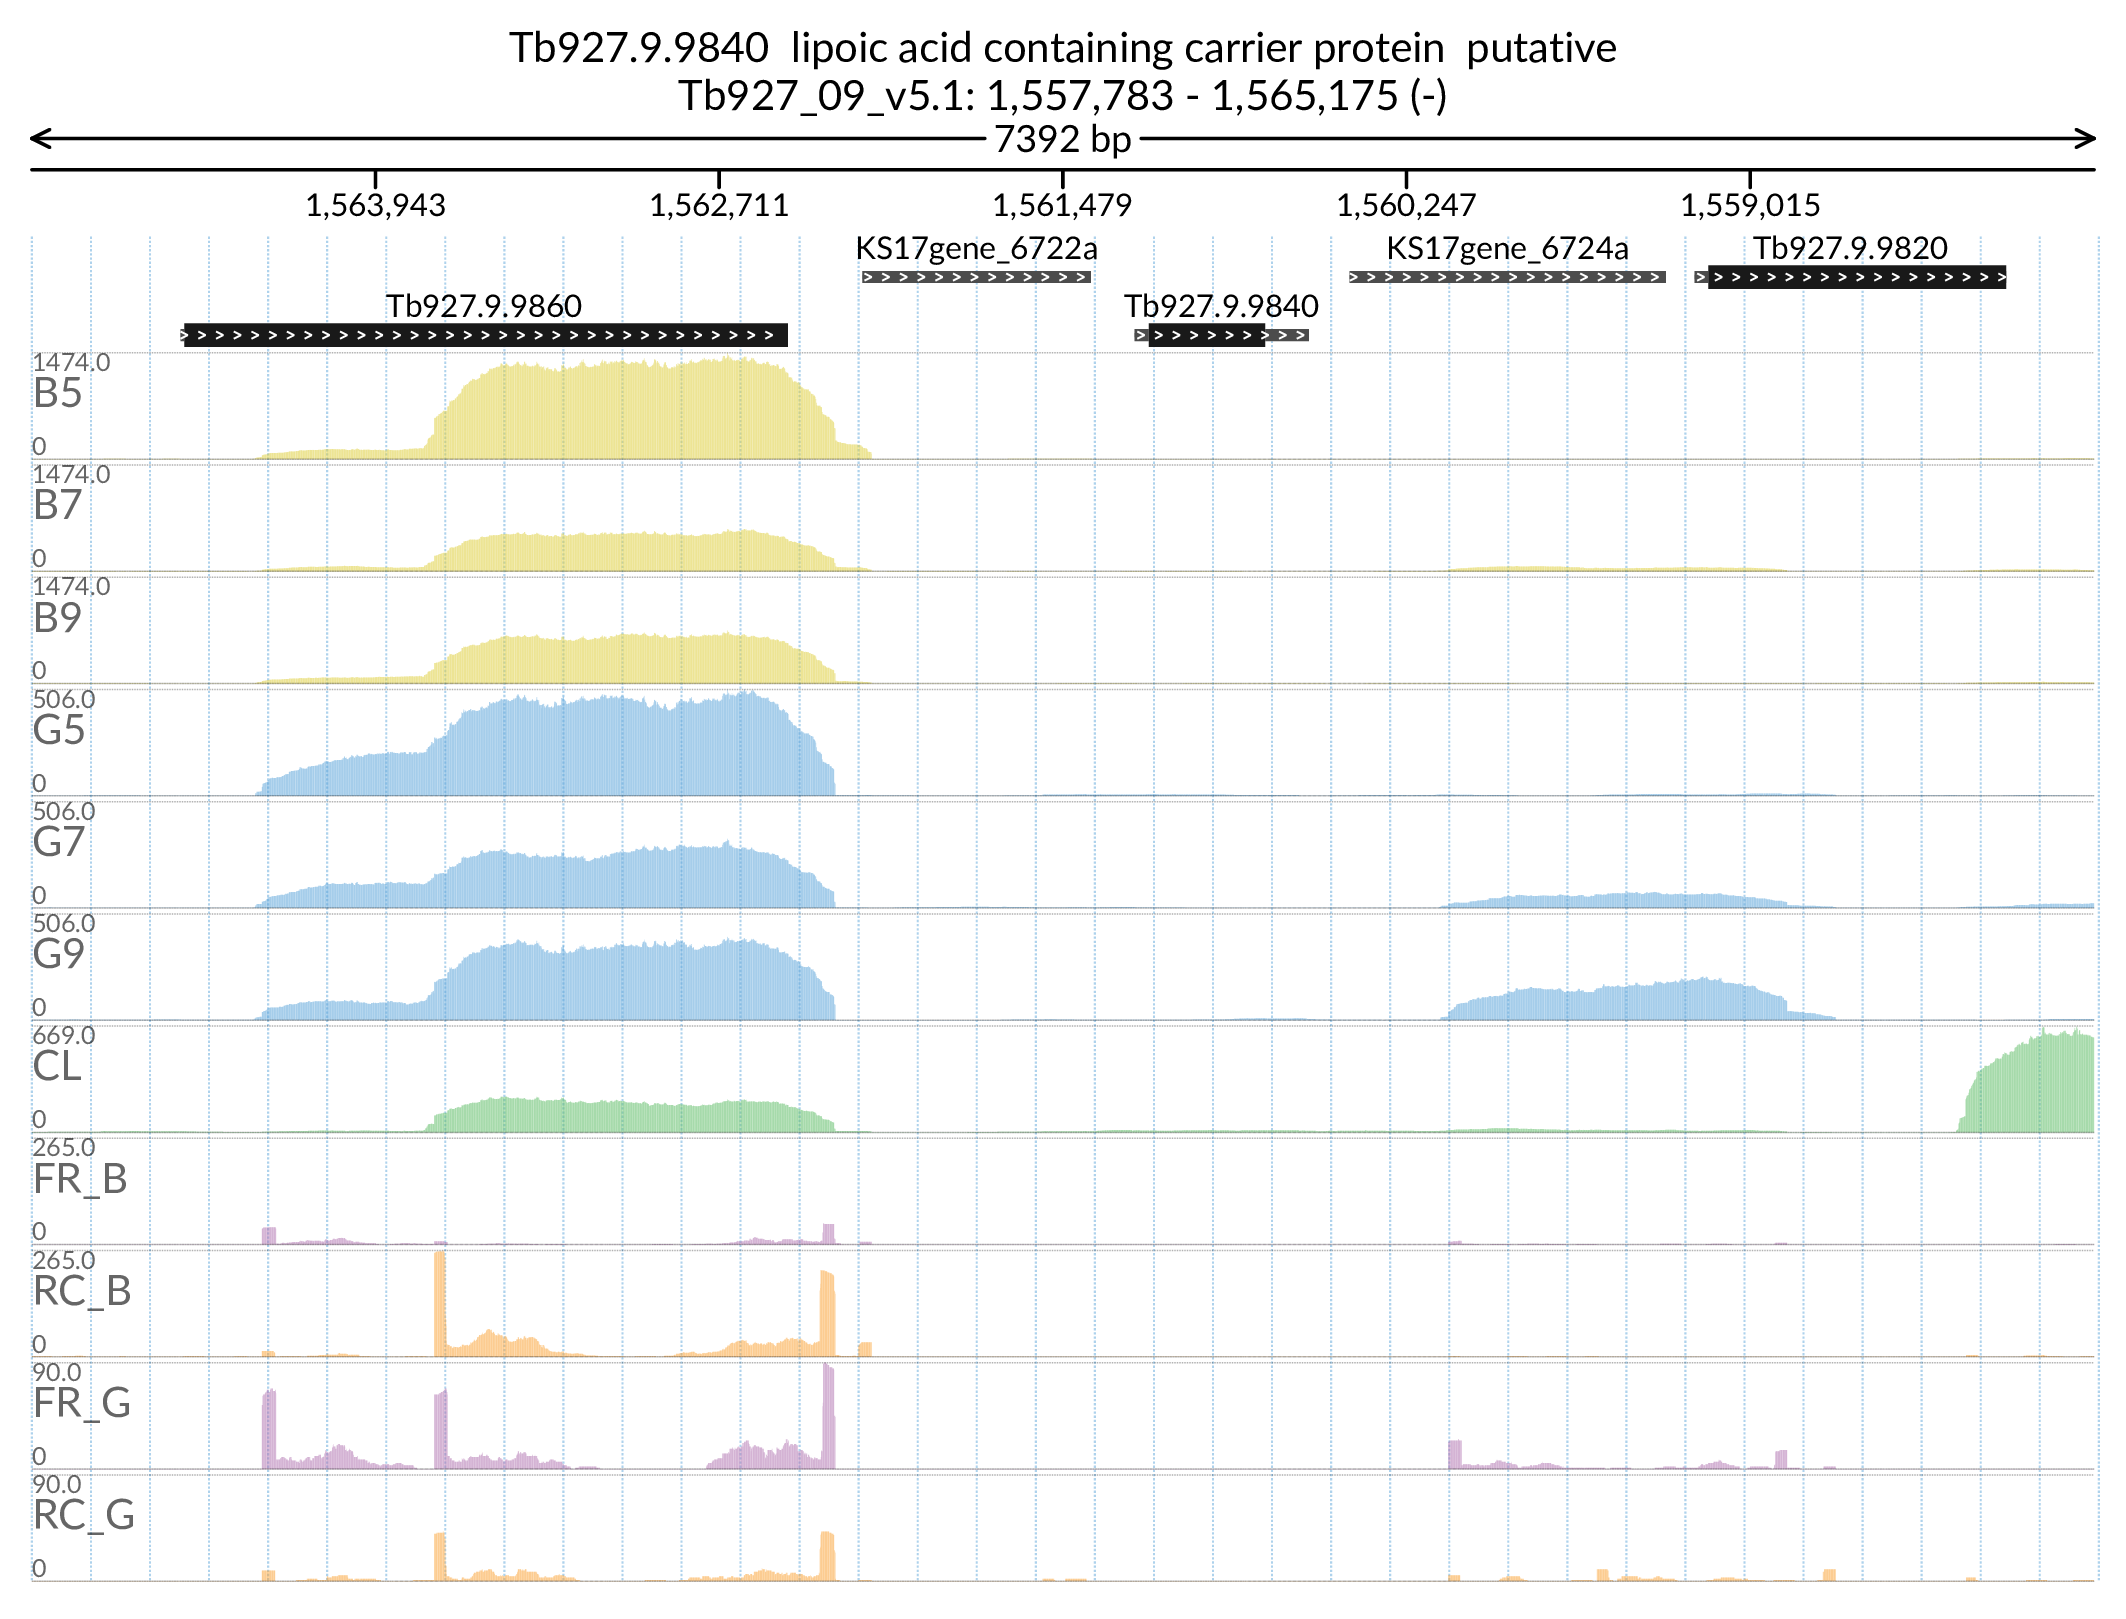 Tb927.9.9840  lipoic acid containing carrier protein  putative
Tb927_09_v5.1: 1,557,783 - 1,565,175 (-)
7392 bp
1,563,943 1,562,711 1,561,479 1,560,247 1,559,015
KS17gene_6722a KS17gene_6724a Tb927.9.9820
Tb927.9.9860 Tb927.9.9840
1474.0
B5
0
1474.0
B7
0
1474.0
B9
0
506.0
G5
0
506.0
G7
0
506.0
G9
0
669.0
CL
0
265.0
FR_B
0
265.0
RC_B
0
90.0
FR_G
0
90.0
RC_G
0